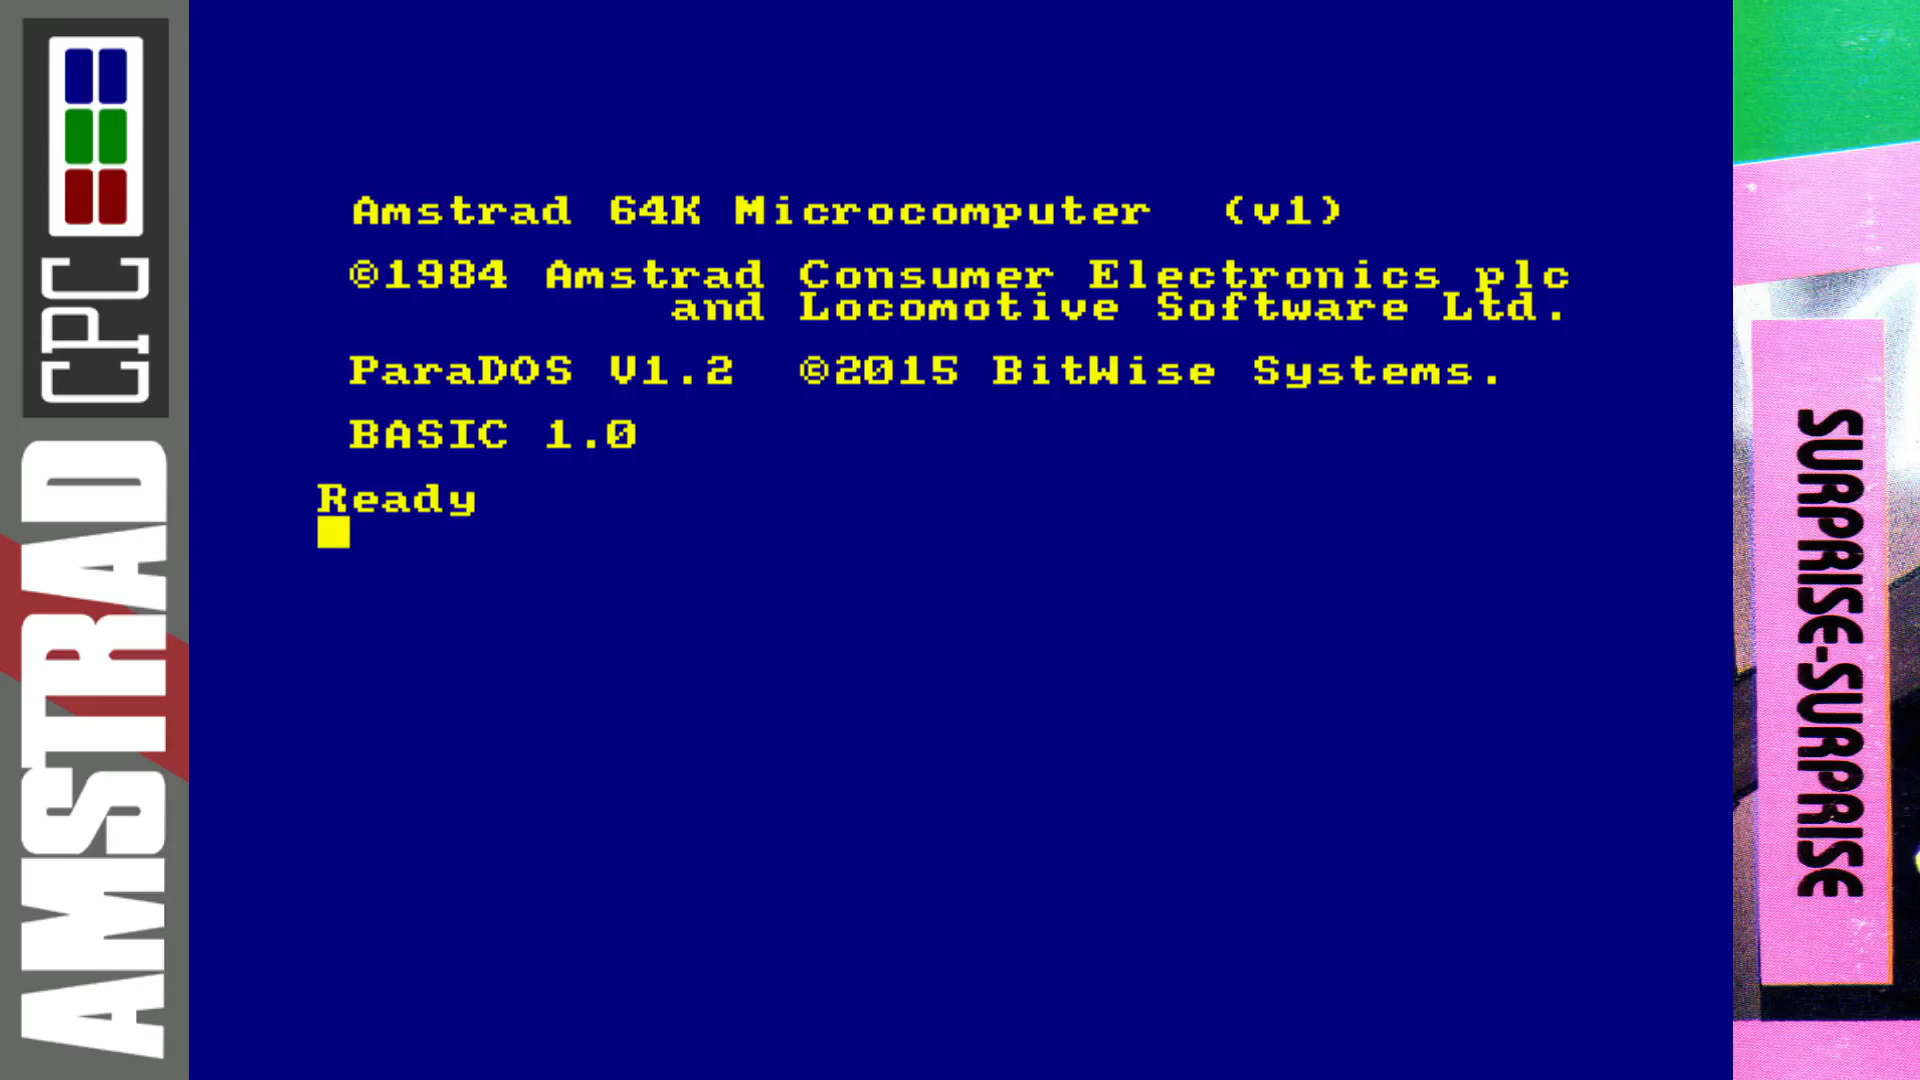 AMSTRAD CPC
Amstrad 64K Microcomputer (v1)
©1984 Amstrad Consumer Electronics plc
and Locomotive Software Ltd.
ParaDOS V1.2 ©2015 BitWise Systems.
BASIC 1.0
Ready
SURPRISE-SURPRISE